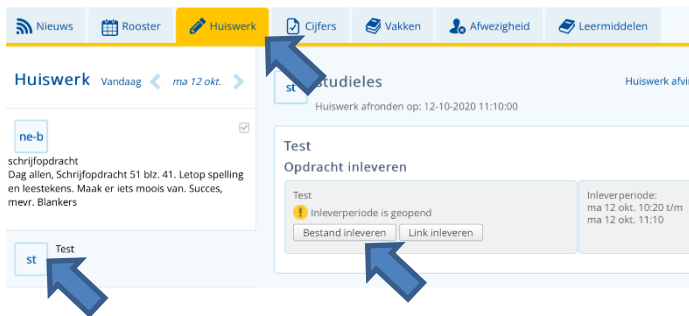 Nieuws Rooster Huiswerk Cijfers Vakken Afwezigheid Leermiddelen
Huiswerk Vandaag ma 12 okt.
ne-b
schrijfopdracht
Dag allen, Schrijfopdracht 51 blz. 41. Letop spelling
en leestekens. Maak er iets moois van. Succes,
mevr. Blankers
st Test
st studieles Huiswerk
Huiswerk afronden op: 12-10-2020 11:10:00
Test
Opdracht inleveren
Test
Inleverperiode is geopend
Bestand inleveren Link inleveren
Inleverperiode:
ma 12 okt. 10:20 t/m
ma 12 okt. 11:10